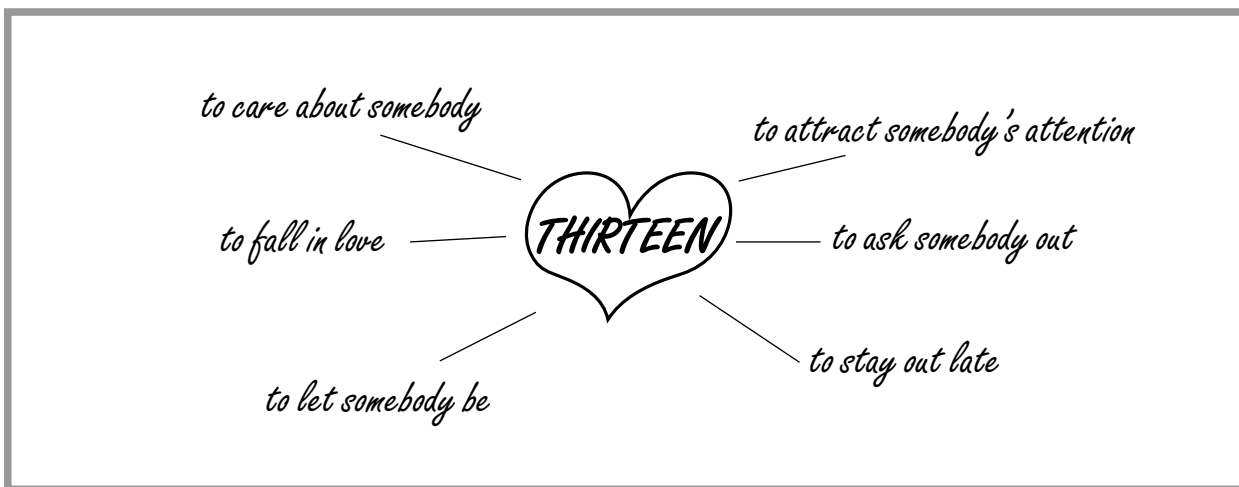 to care about somebody
to attract somebody's attention
THIRTEEN
to fall in love
to ask somebody out
to stay out late
to let somebody be